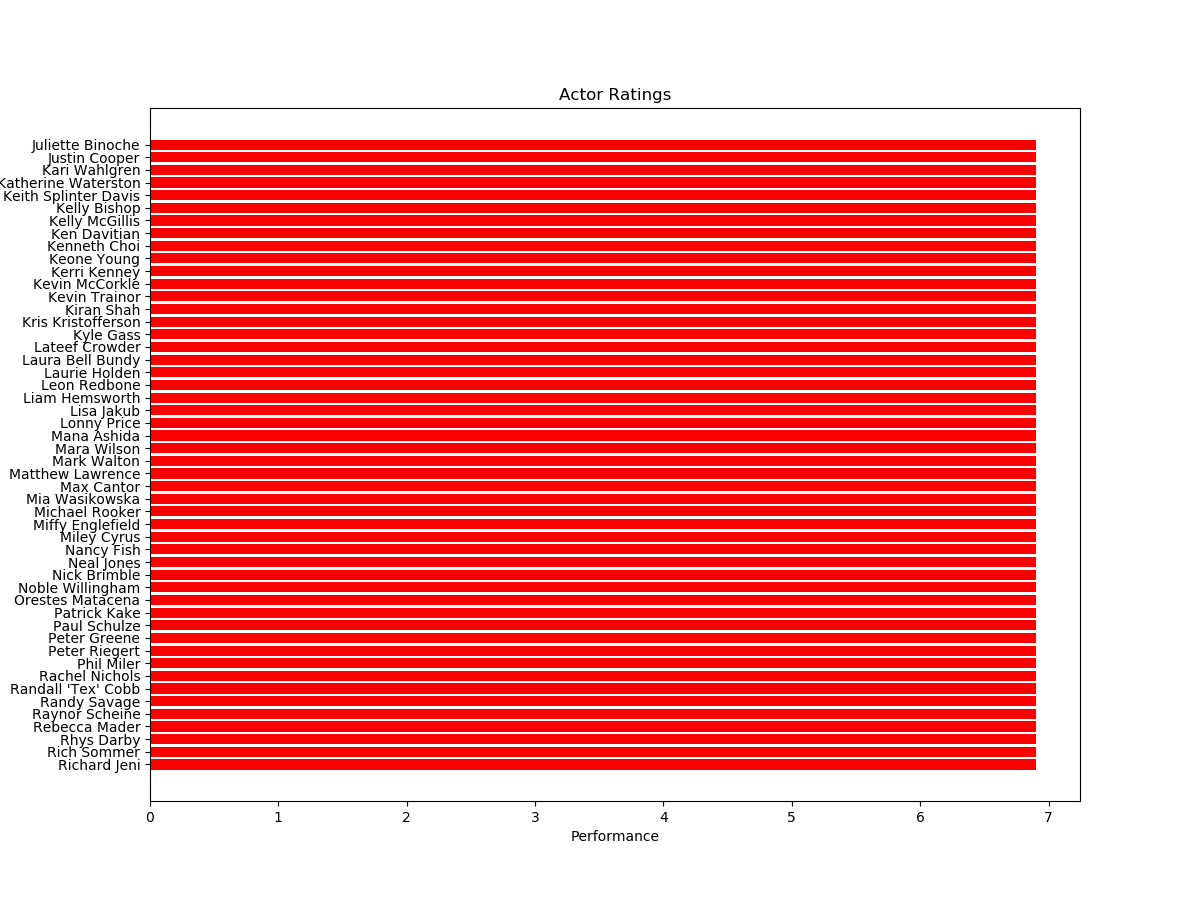 Actor Ratings
Juliette Binoche
Justin Cooper
Kari Wahlgren
Katherine Waterston
Keith Splinter Davis
Kelly Bishop
Kelly McGillis
Ken Davitian
Kenneth Choi
Keone Young
Kerri Kenney
Kevin McCorkle
Kevin Trainor
Kiran Shah
Kris Kristofferson
Kyle Gass
Lateef Crowder
Laura Bell Bundy
Laurie Holden
Leon Redbone
Liam Hemsworth
Lisa Jakub
Lonny Price
Mana Ashida
Mara Wilson
Mark Walton
Matthew Lawrence
Max Cantor
Mia Wasikowska
Michael Rooker
Miffy Englefield
Miley Cyrus
Nancy Fish
Neal Jones
Nick Brimble
Noble Willingham
Orestes Matacena
Patrick Kake
Paul Schulze
Peter Greene
Peter Riegert
Phil Miler
Rachel Nichols
Randall 'Tex' Cobb
Randy Savage
Raynor Scheine
Rebecca Mader
Rhys Darby
Rich Sommer
Richard Jeni
0 1 2 3 4 5 6 7
Performance